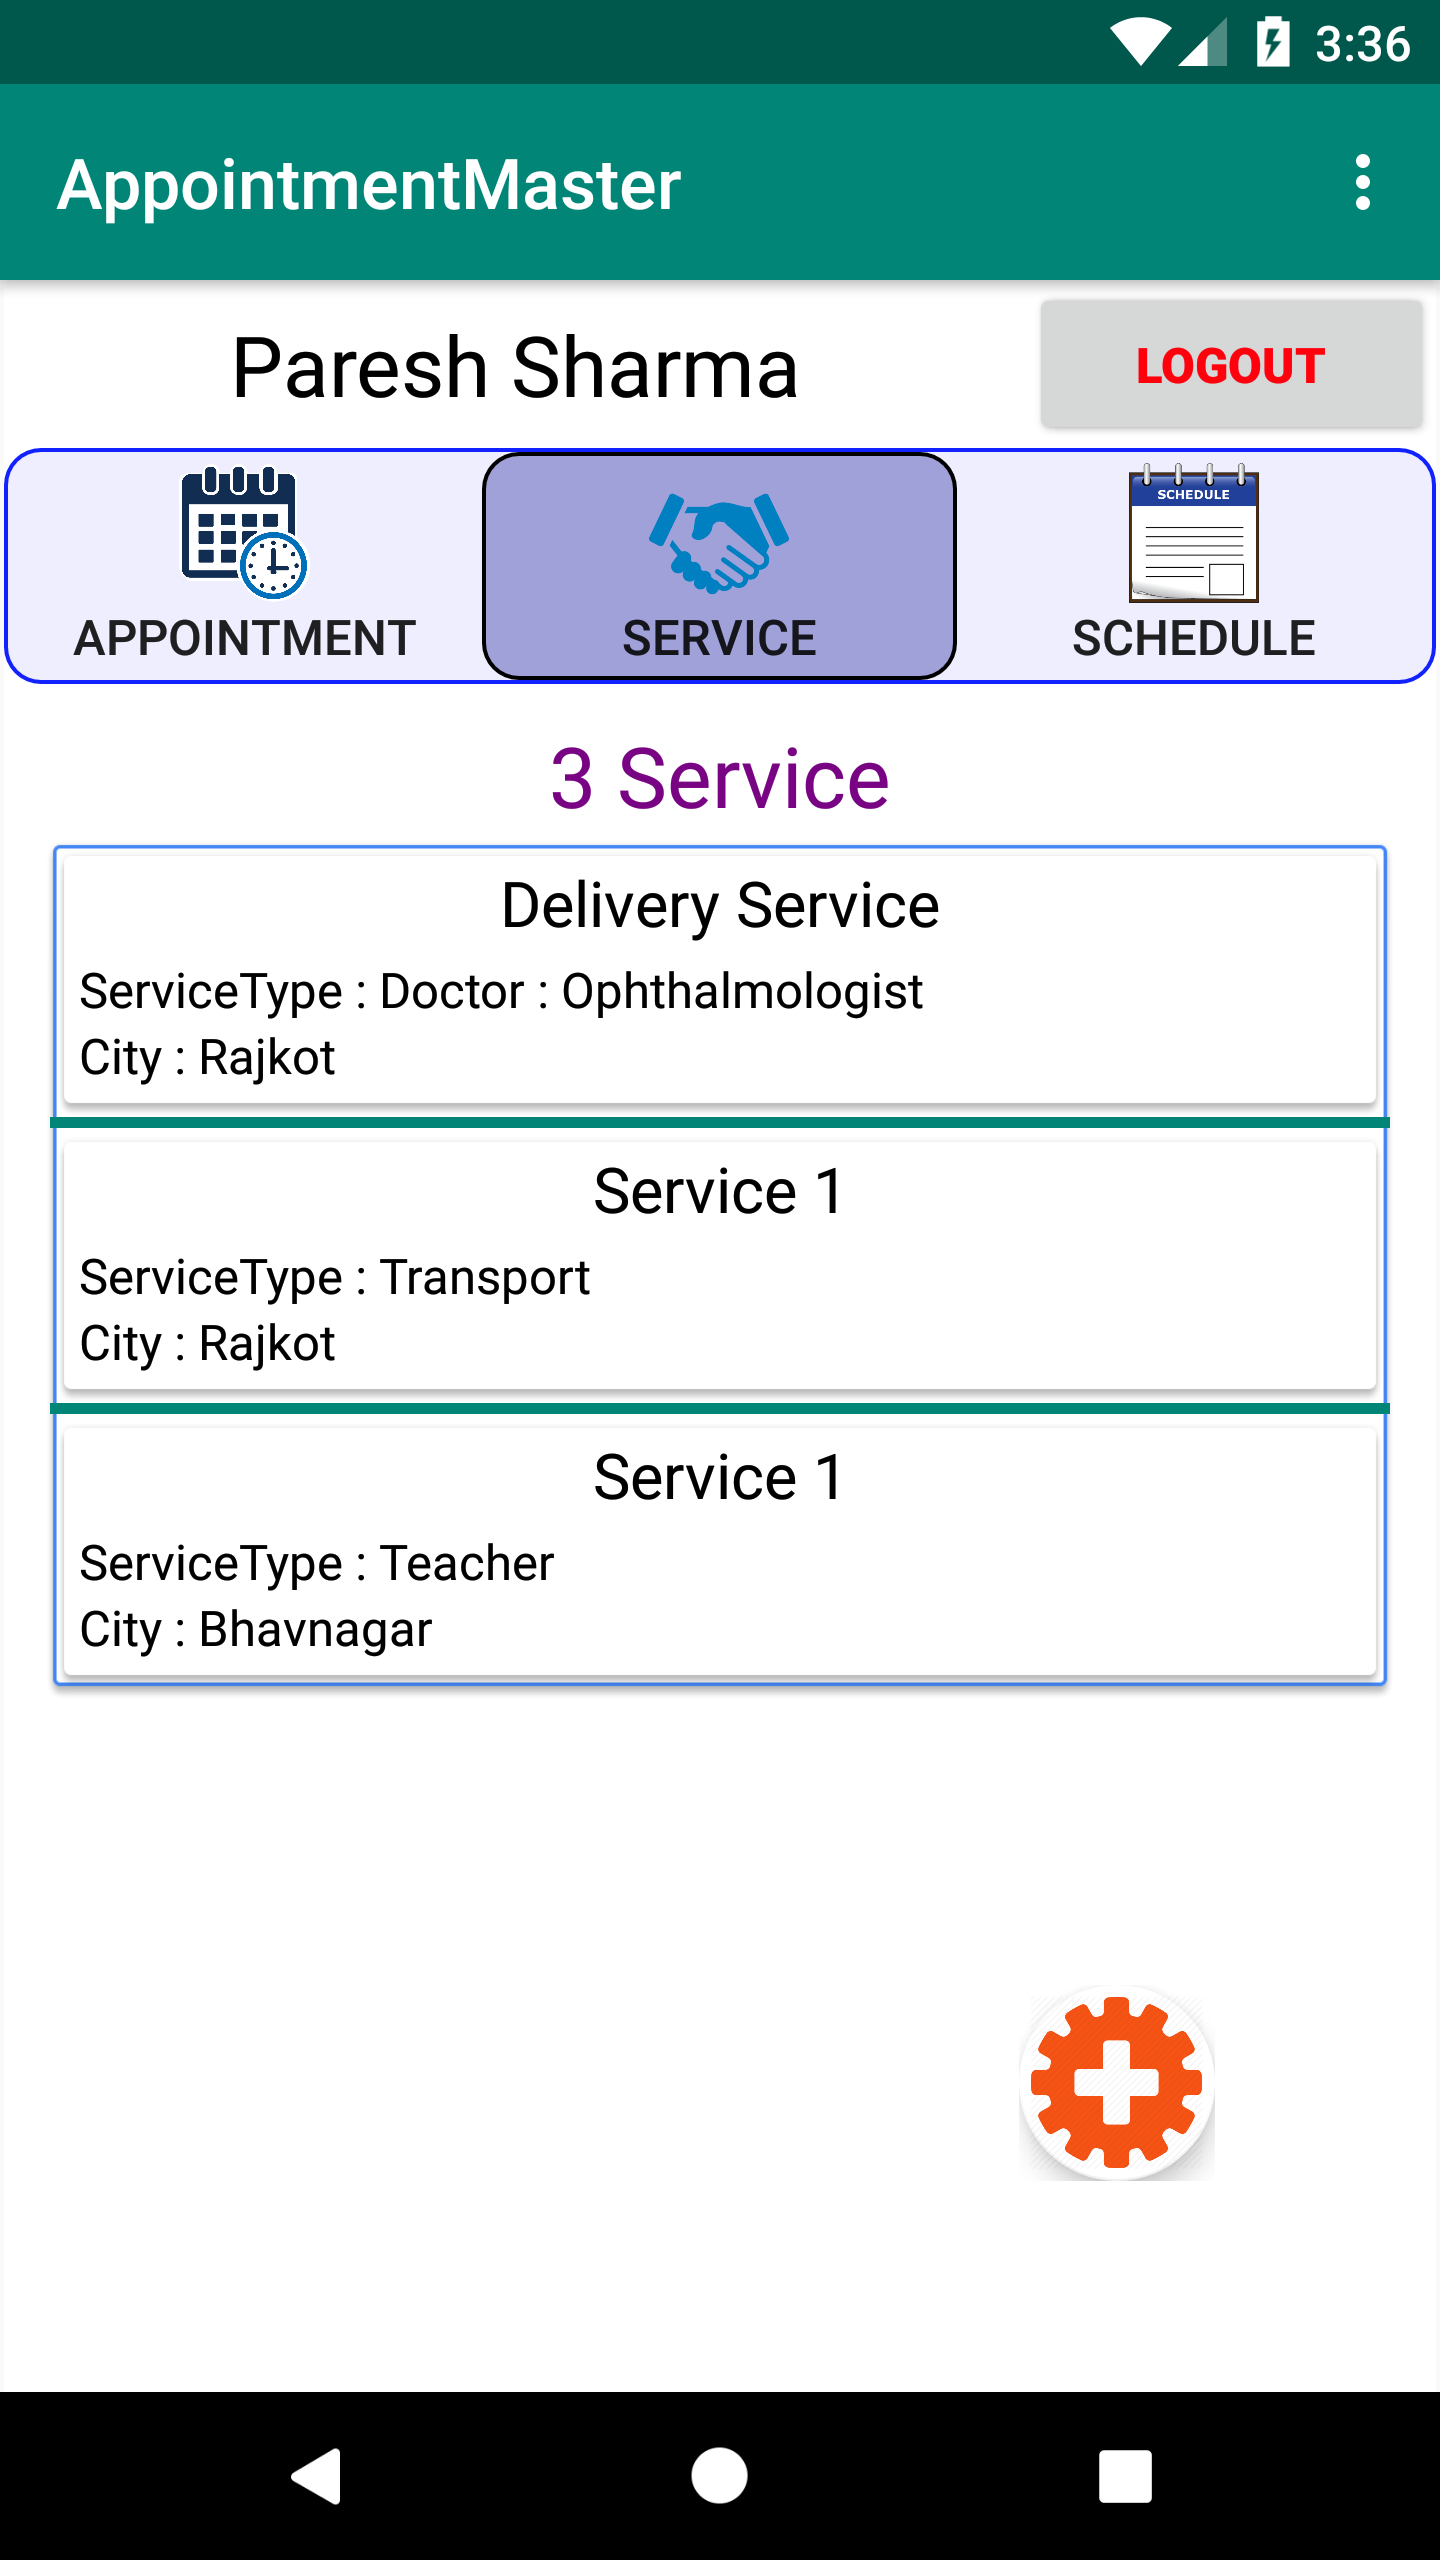 3:36
AppointmentMaster
Paresh Sharma
LOGOUT
SCHEDULE
APPOINTMENT
SERVICE
SCHEDULE
3 Service
Delivery Service
ServiceType : Doctor : Ophthalmologist
City : Rajkot
Service 1
ServiceType : Transport
City : Rajkot
Service 1
ServiceType : Teacher
City : Bhavnagar